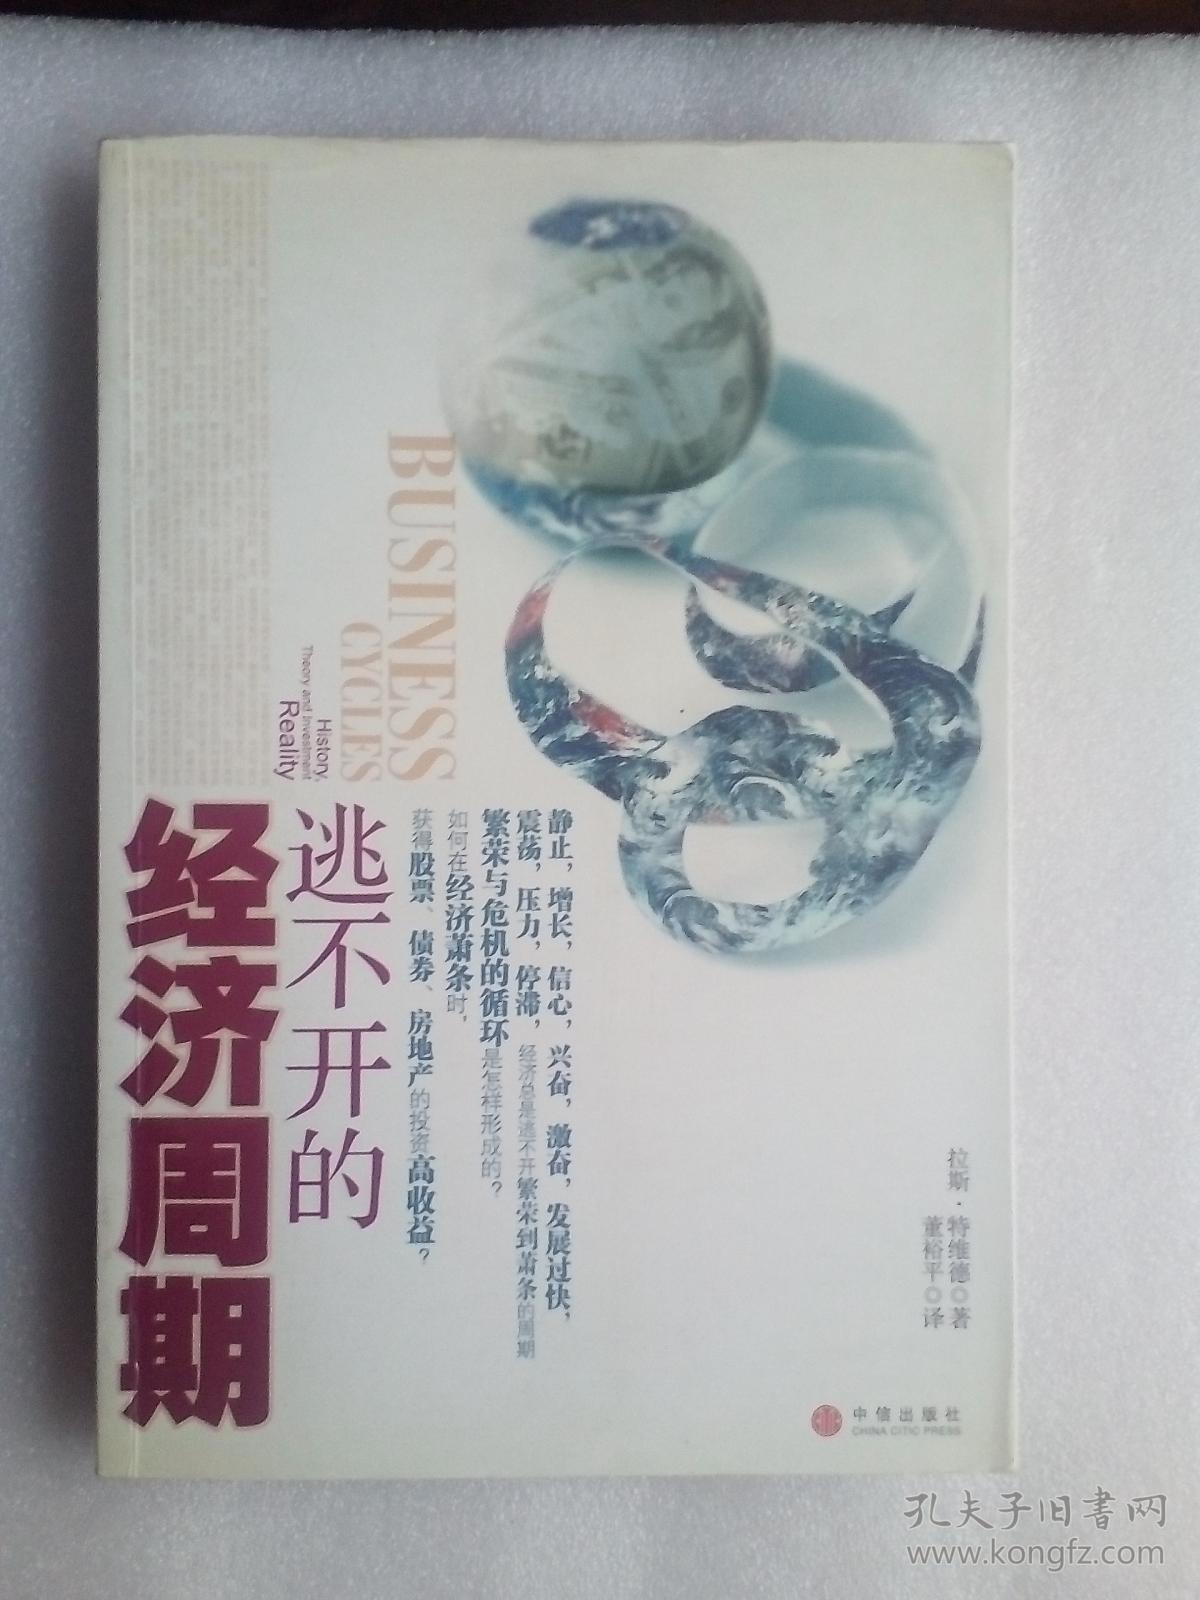 BUSINESS
CYCLES
History,
Theory and Investment
Reality
逃不开的
经济周期
静止，增长，信心，兴奋，激奋，发展过快，
震荡，压力，停滞，经济总是逃不开繁荣到萧条的周期
繁荣与危机的循环是怎样形成的？
如何在经济萧条时，
获得股票、债券、房地产的投资高收益？
拉斯·特维德◎著
董裕平◎译
中信出版社
CHINA CITIC PRESS
孔夫子旧书网
www.kongfz.com